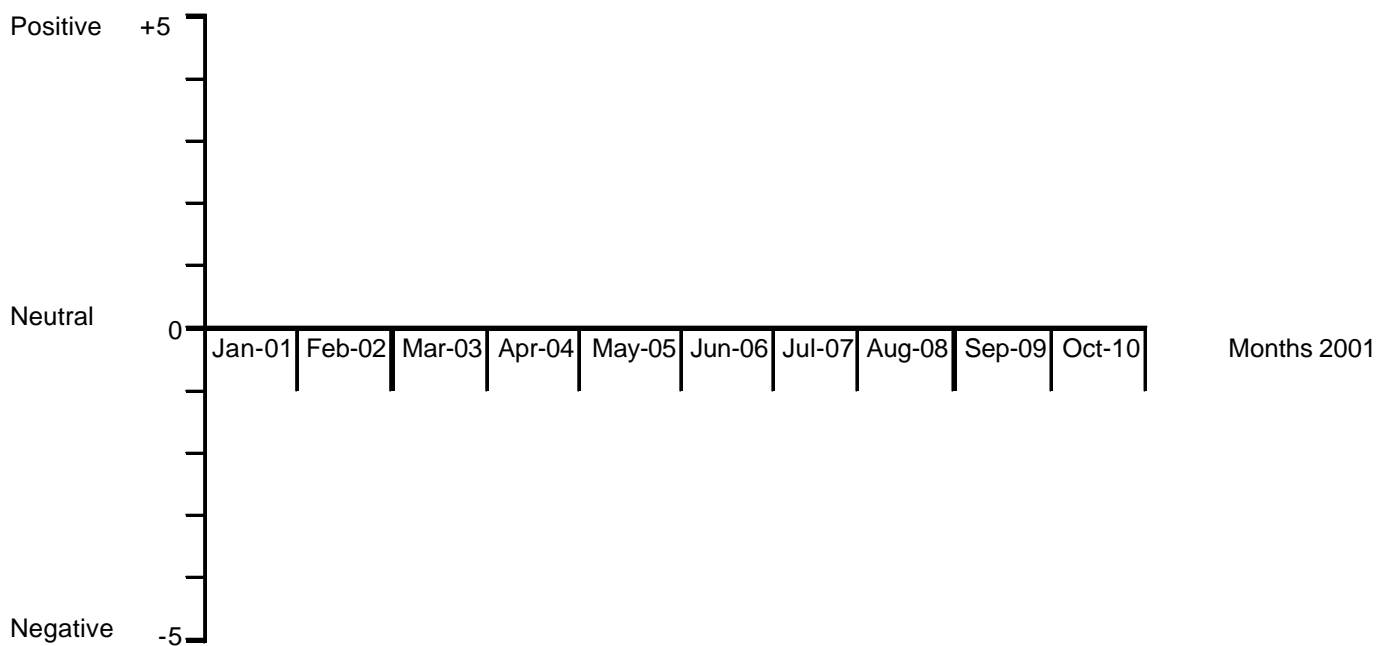 Positive +5
Neutral 0
Jan-01 Feb-02 Mar-03 Apr-04 May-05 Jun-06 Jul-07 Aug-08 Sep-09 Oct-10 Months 2001
Negative -5